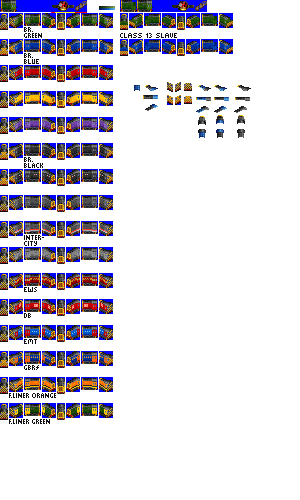 BR.
GREEN
CLASS 13 SLAVE
BR.
BLUE
BR.
BLACK
INTER-
CITY
EWS
DB
EMT
GBRf
F.LINER ORANGE
F.LINER GREEN